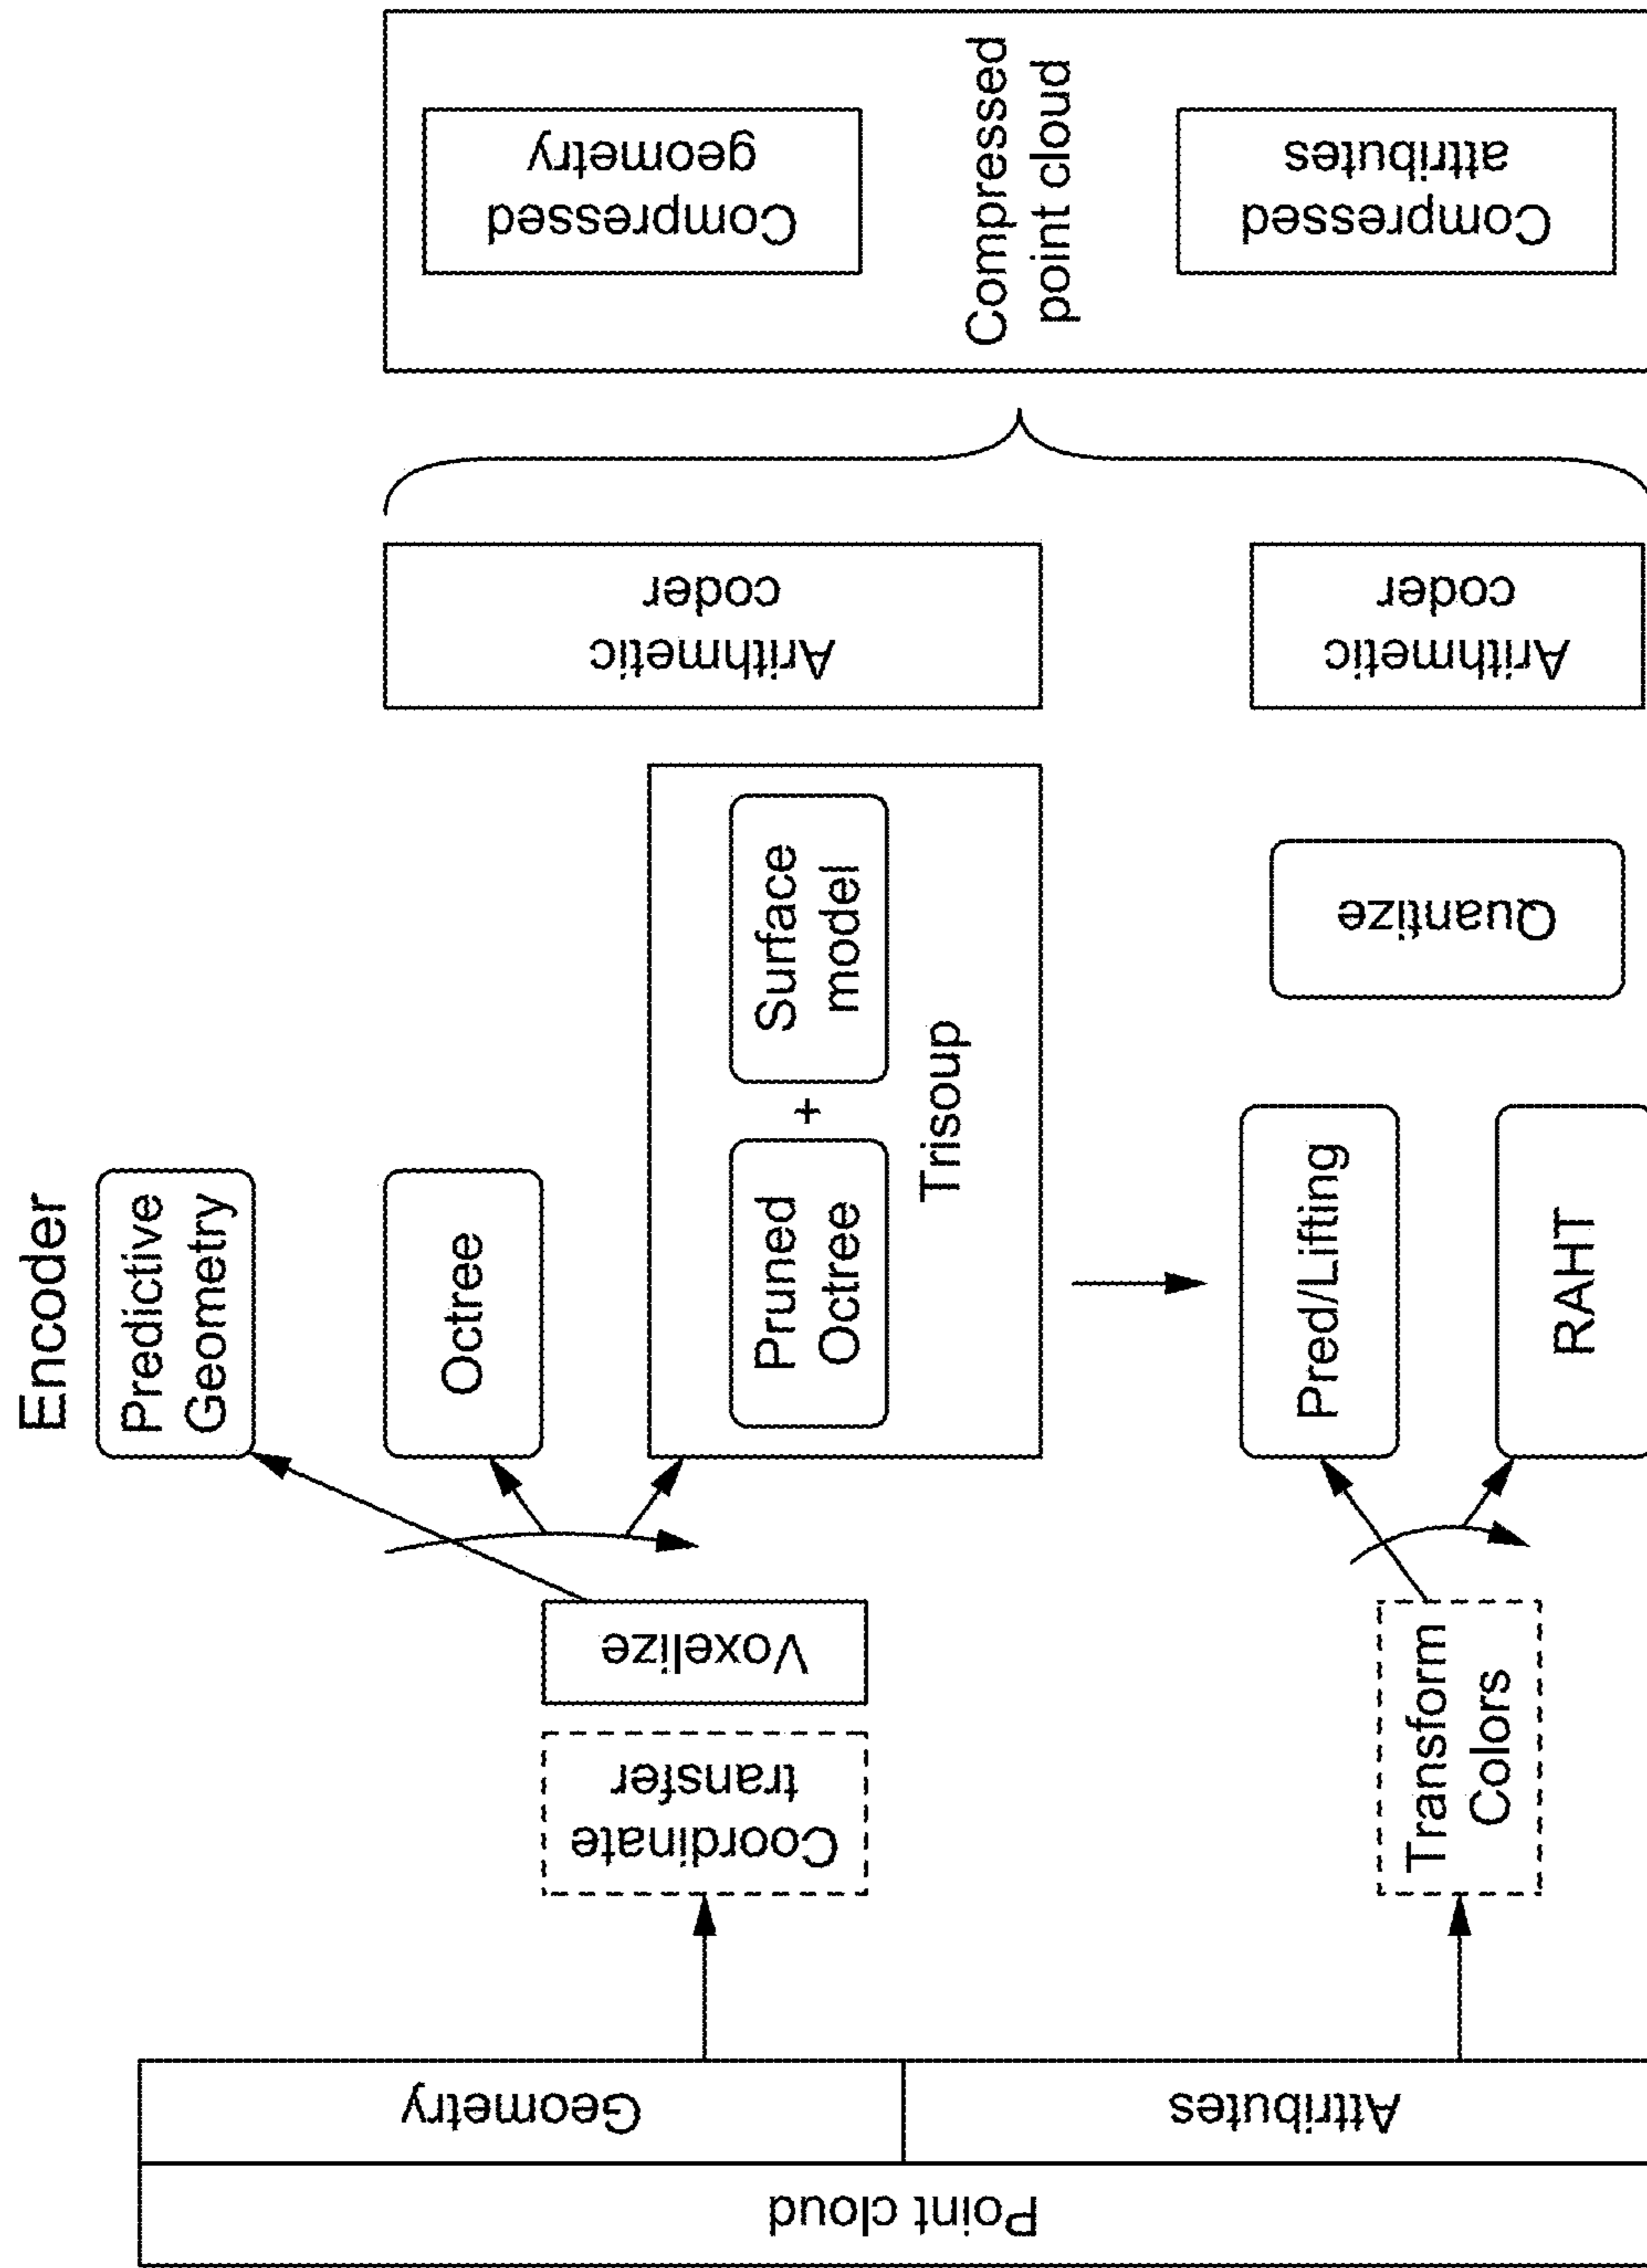 Encoder
Point cloud
Geometry
Attributes
Coordinate
transfer
Voxelize
Predictive
Geometry
Octree
Pruned
Octree
+
Surface
model
Trisoup
Transform
Colors
Pred/Lifting
RAHT
Quantize
Arithmetic
coder
Arithmetic
coder
Compressed
geometry
Compressed
point cloud
Compressed
attributes